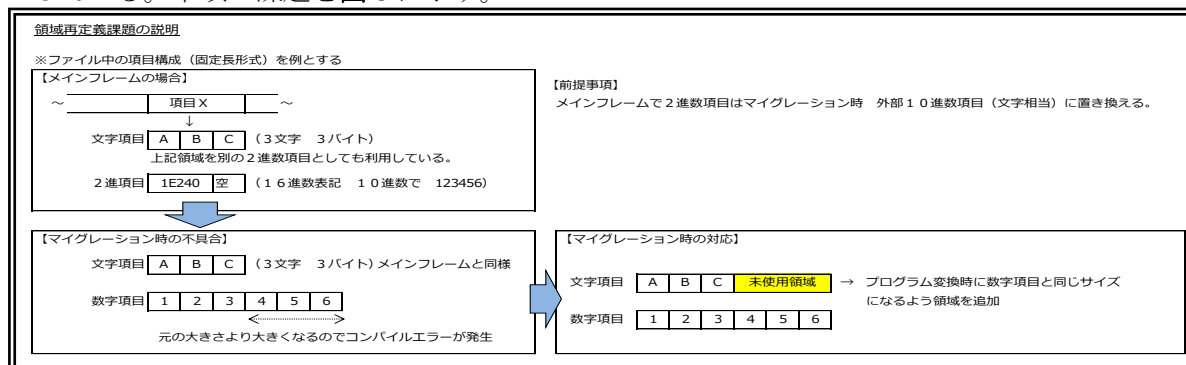 領域再定義課題の説明
※ファイル中の項目構成（固定長形式）を例とする
【メインフレームの場合】
～ 項目X ～
↓
文字項目 A B C （3文字 3バイト）
上記領域を別の2進数項目としても利用している。
2進項目 1E240 空 （16進数表記 10進数で 123456）
【前提事項】
メインフレームで2進数項目はマイグレーション時 外部10進数項目（文字相当）に置き換える。
【マイグレーション時の不具合】
文字項目 A B C （3文字 3バイト）メインフレームと同様
数字項目 1 2 3 4 5 6
元の大きさより大きくなるのでコンパイルエラーが発生
【マイグレーション時の対応】
文字項目 A B C 未使用領域 → プログラム変換時に数字項目と同じサイズ
になるよう領域を追加
数字項目 1 2 3 4 5 6